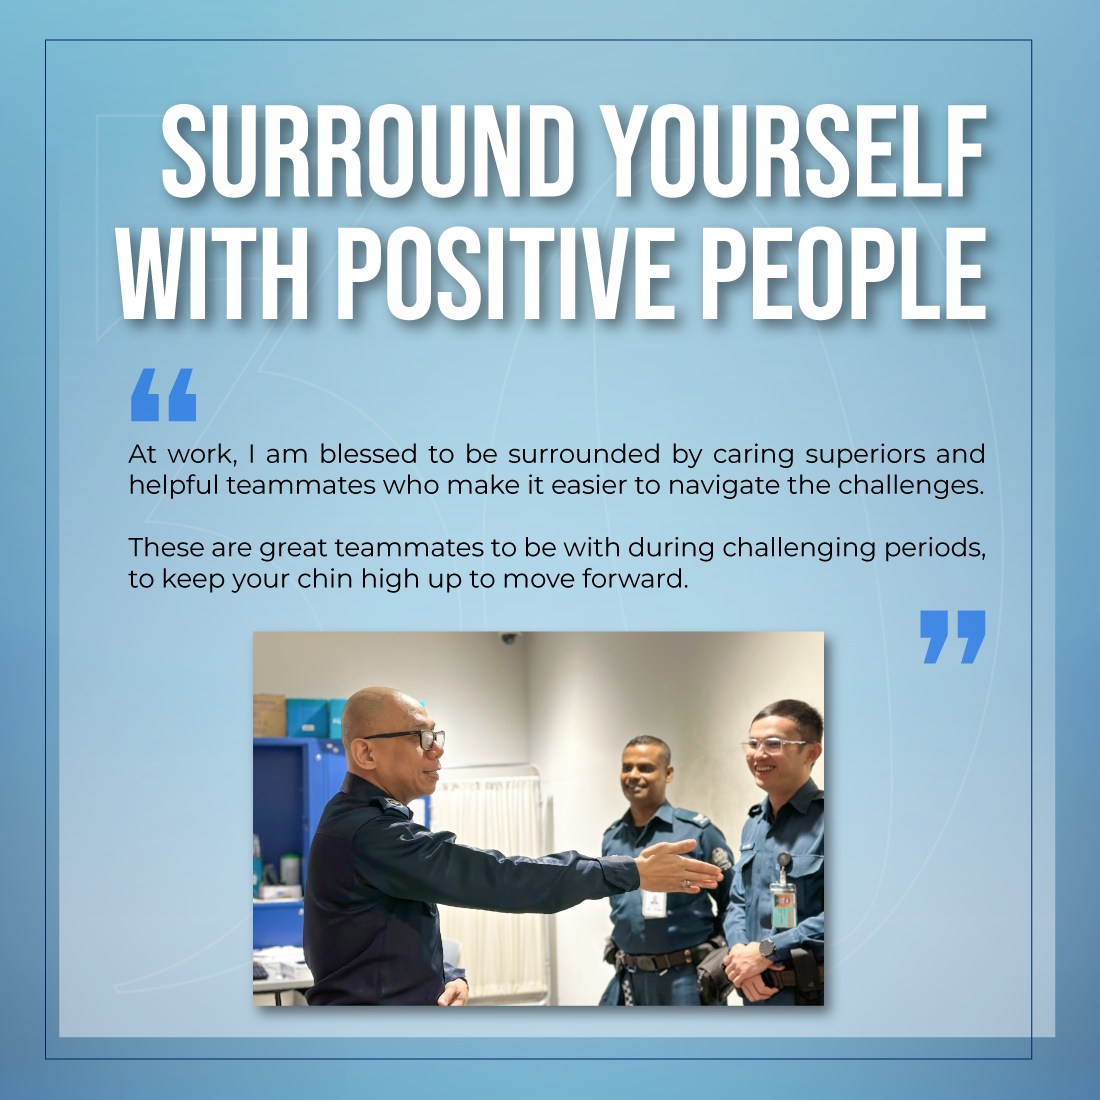 SURROUND YOURSELF
WITH POSITIVE PEOPLE
“
At work, I am blessed to be surrounded by caring superiors and
helpful teammates who make it easier to navigate the challenges.
These are great teammates to be with during challenging periods,
to keep your chin high up to move forward.
”